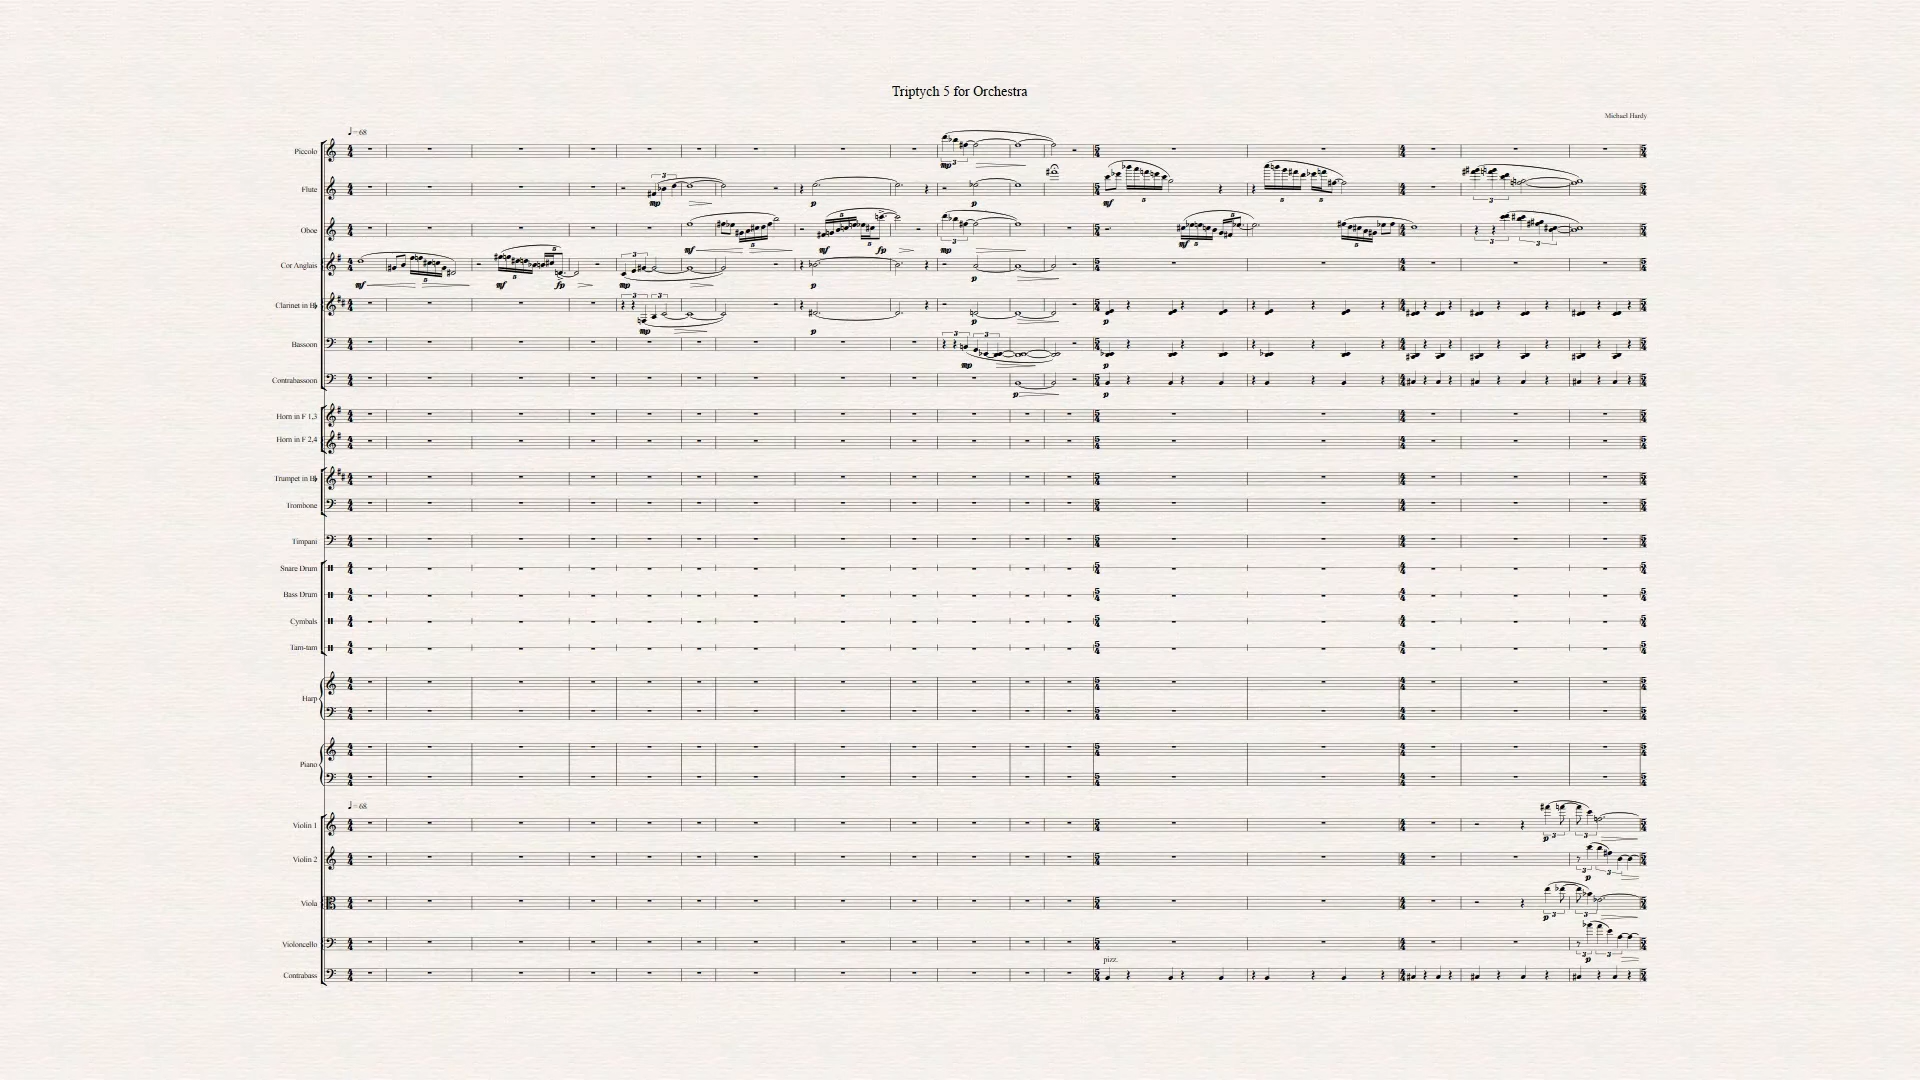 Triptych 5 for Orchestra
Michael Hardy
♩=68
Piccolo
Flute
Oboe
Cor Anglais
Clarinet in B♭
Bassoon
Contrabassoon
Horn in F 1,3
Horn in F 2,4
Trumpet in B♭
Trombone
Timpani
Snare Drum
Bass Drum
Cymbals
Tam-tam
Harp
Piano
♩=68
Violin 1
Violin 2
Viola
Violoncello
pizz.
Contrabass